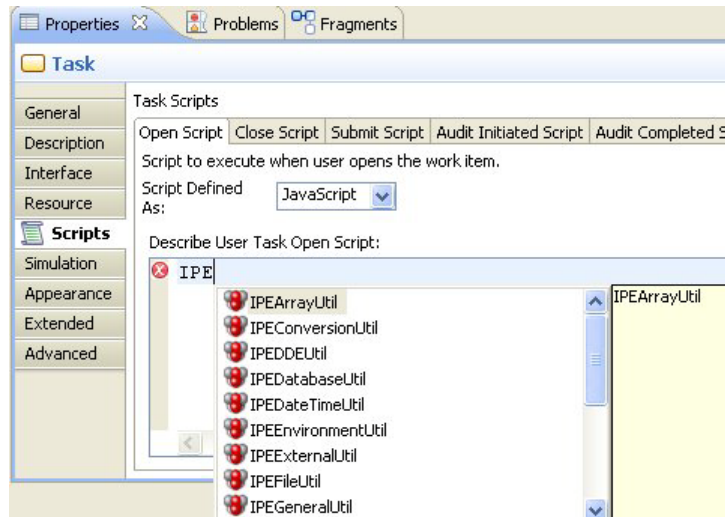 Properties Problems Fragments
Task
General
Description
Interface
Resource
Scripts
Simulation
Appearance
Extended
Advanced
Task Scripts
Open Script Close Script Submit Script Audit Initiated Script Audit Completed S
Script to execute when user opens the work item.
Script Defined
As:
JavaScript
Describe User Task Open Script:
IPE
IPEArrayUtil
IPEConversionUtil
IPEDDEUtil
IPEDatabaseUtil
IPEDateTimeUtil
IPEEnvironmentUtil
IPEExternalUtil
IPEFileUtil
IPEGeneralUtil
IPEArrayUtil